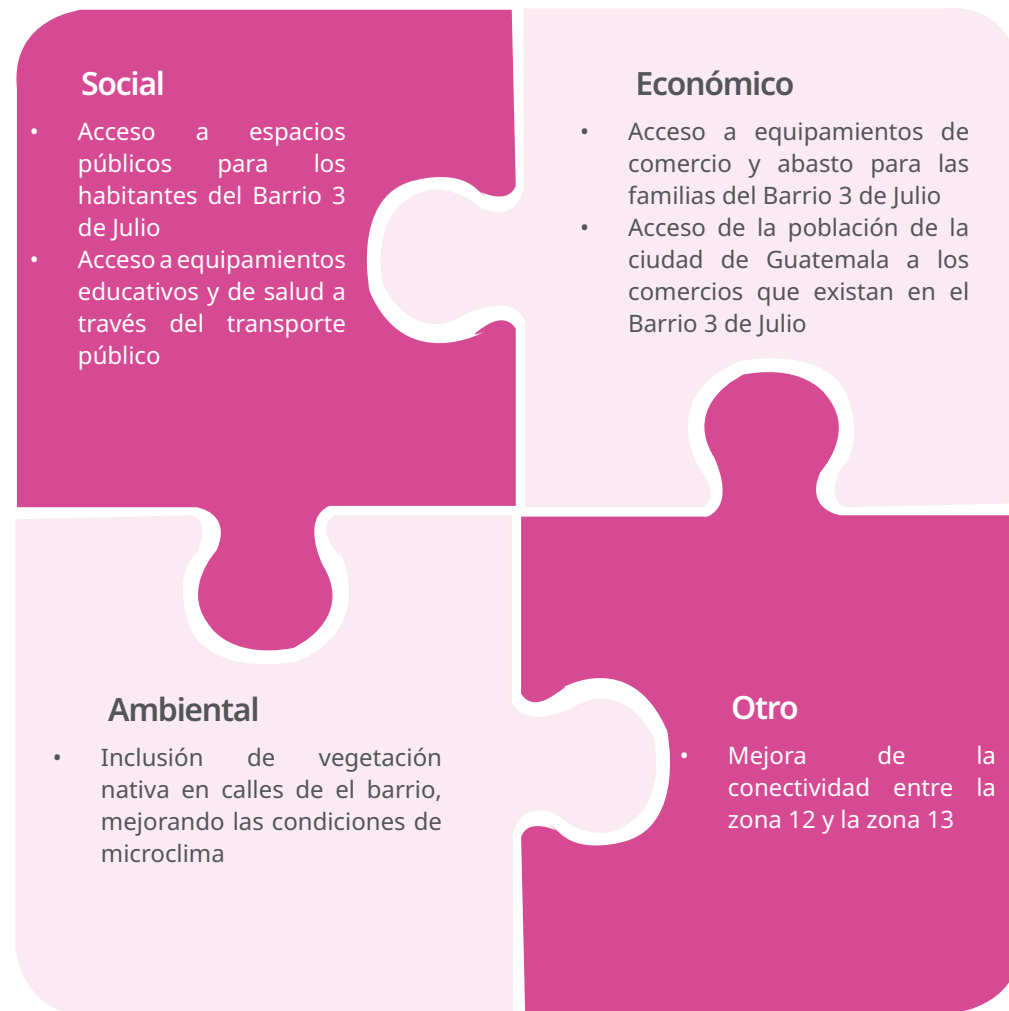 Social
• Acceso a espacios
públicos para los
habitantes del Barrio 3
de Julio
• Acceso a equipamientos
educativos y de salud a
través del transporte
público
Económico
• Acceso a equipamientos de
comercio y abasto para las
familias del Barrio 3 de Julio
• Acceso de la población de la
ciudad de Guatemala a los
comercios que existan en el
Barrio 3 de Julio
Ambiental
• Inclusión de vegetación
nativa en calles de el barrio,
mejorando las condiciones de
microclima
Otro
• Mejora de la
conectividad entre la
zona 12 y la zona 13